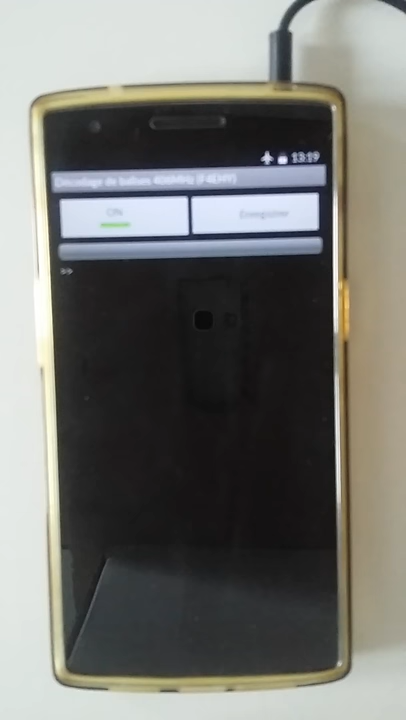 13:19
Décodage de balises 406MHz (F4EHY)
ON
Enregistrer
>>